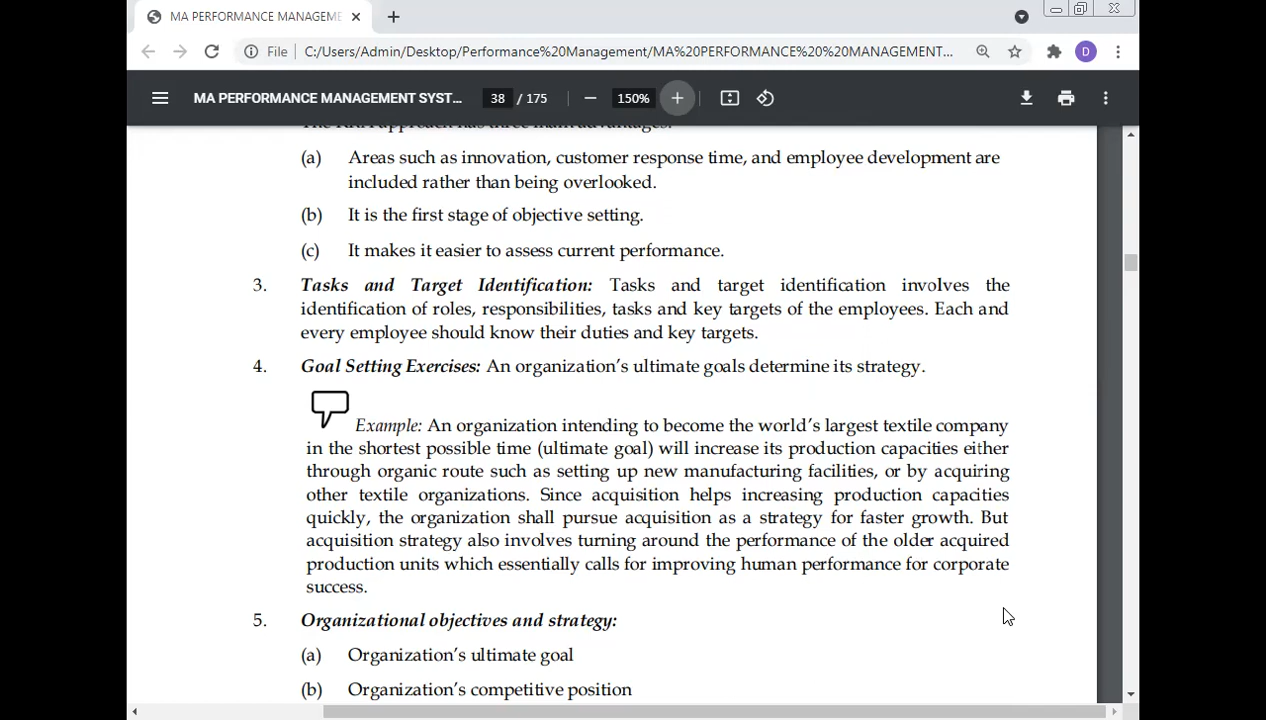 MA PERFORMANCE MANAGEME
File C:/Users/Admin/Desktop/Performance%20Management/MA%20PERFORMANCE%20%20MANAGEMENT... D
MA PERFORMANCE MANAGEMENT SYST... 38 / 175 150%
approach has three main advantages:
(a) Areas such as innovation, customer response time, and employee development are
included rather than being overlooked.
(b) It is the first stage of objective setting.
(c) It makes it easier to assess current performance.
3. Tasks and Target Identification: Tasks and target identification involves the
identification of roles, responsibilities, tasks and key targets of the employees. Each and
every employee should know their duties and key targets.
4. Goal Setting Exercises: An organization's ultimate goals determine its strategy.
Example: An organization intending to become the world's largest textile company
in the shortest possible time (ultimate goal) will increase its production capacities either
through organic route such as setting up new manufacturing facilities, or by acquiring
other textile organizations. Since acquisition helps increasing production capacities
quickly, the organization shall pursue acquisition as a strategy for faster growth. But
acquisition strategy also involves turning around the performance of the older acquired
production units which essentially calls for improving human performance for corporate
success.
5. Organizational objectives and strategy:
(a) Organization's ultimate goal
(b) Organization's competitive position